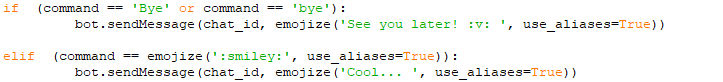 if (command == 'Bye' or command == 'bye'):
bot.sendMessage(chat_id, emojize('See you later! :v: ', use_aliases=True))
elif (command == emojize(':smiley:', use_aliases=True)):
bot.sendMessage(chat_id, emojize('Cool... ', use_aliases=True))